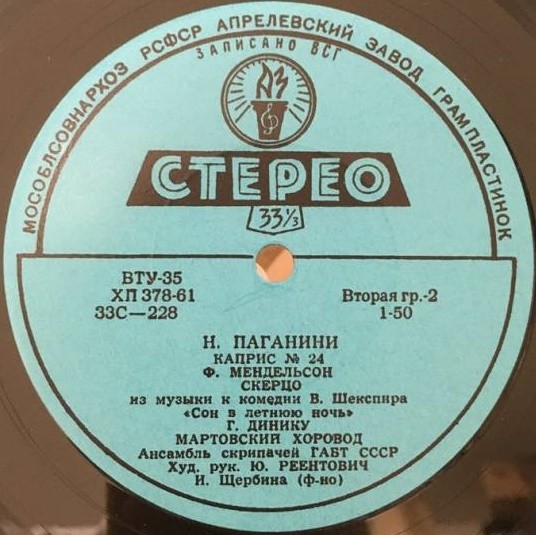 МОСОБЛСОВНАРХОЗ РСФСР АПРЕЛЕВСКИЙ ЗАВОД ГРАМПЛАСТИНОК
ЗАПИСАНО ВСГ
АЗ
СТЕРЕО
33⅓
ВТУ-35
ХП 378-61
33С—228
Вторая гр.-2
1-50
Н. ПАГАНИНИ
КАПРИС № 24
Ф. МЕНДЕЛЬСОН
СКЕРЦО
из музыки к комедии В. Шекспира
«Сон в летнюю ночь»
Г. ДИНИКУ
МАРТОВСКИЙ ХОРОВОД
Ансамбль скрипачей ГАБТ СССР
Худ. рук. Ю. РЕЕНТОВИЧ
И. Щербина (ф-но)